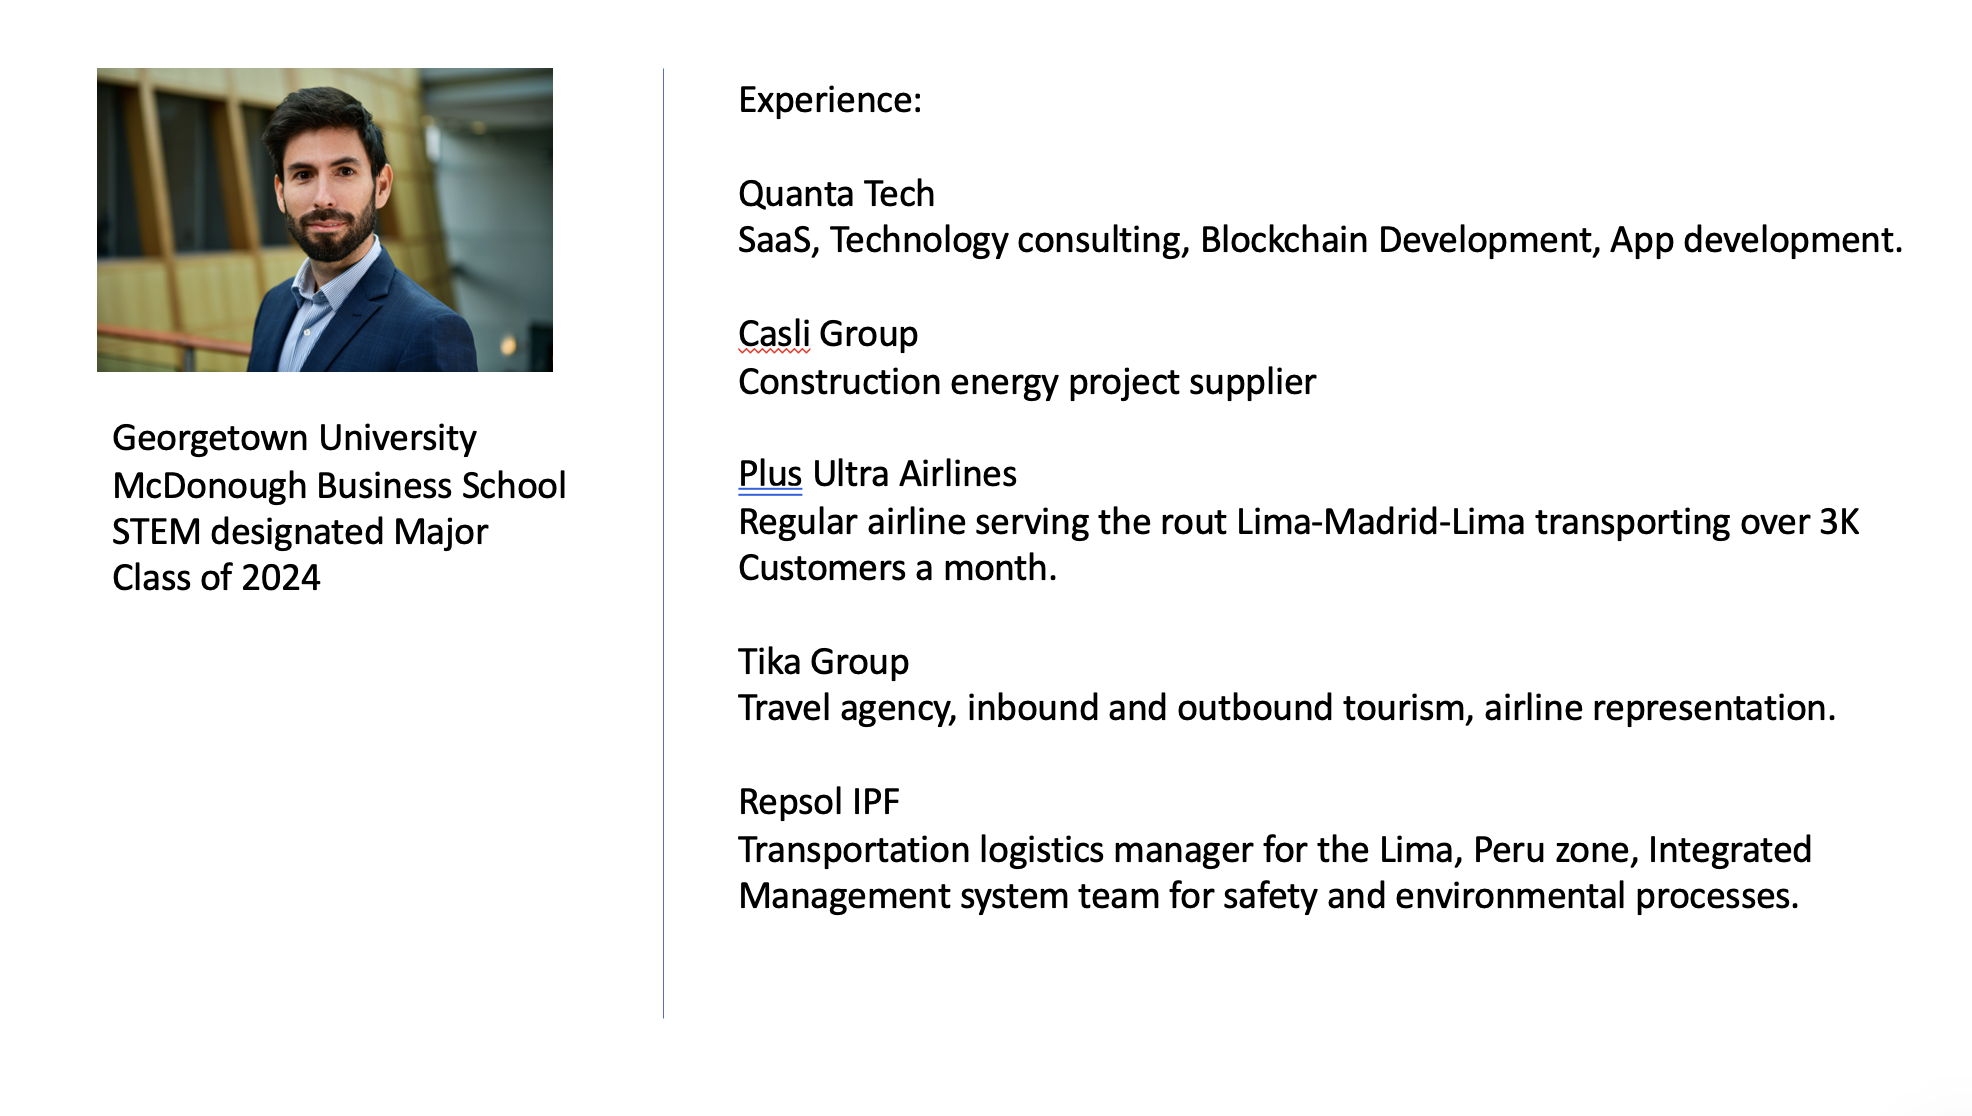 Georgetown University
McDonough Business School
STEM designated Major
Class of 2024
Experience:
Quanta Tech
SaaS, Technology consulting, Blockchain Development, App development.
Casli Group
Construction energy project supplier
Plus Ultra Airlines
Regular airline serving the rout Lima-Madrid-Lima transporting over 3K
Customers a month.
Tika Group
Travel agency, inbound and outbound tourism, airline representation.
Repsol IPF
Transportation logistics manager for the Lima, Peru zone, Integrated
Management system team for safety and environmental processes.